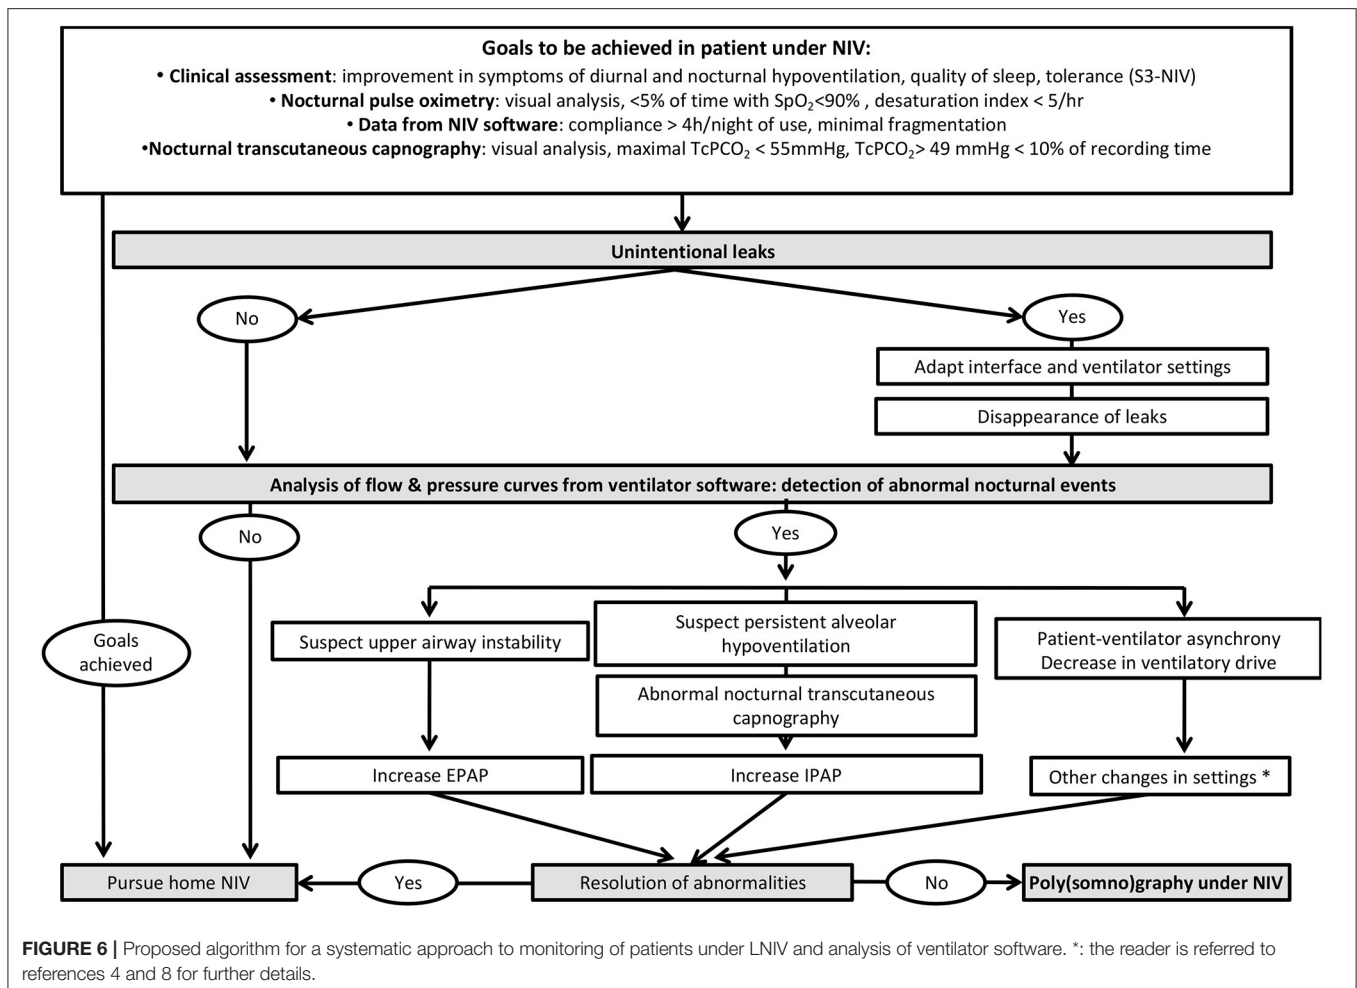 Goals to be achieved in patient under NIV:
• Clinical assessment: improvement in symptoms of diurnal and nocturnal hypoventilation, quality of sleep, tolerance (S3-NIV)
• Nocturnal pulse oximetry: visual analysis, <5% of time with SpO₂<90% , desaturation index < 5/hr
• Data from NIV software: compliance > 4h/night of use, minimal fragmentation
•Nocturnal transcutaneous capnography: visual analysis, maximal TcPCO₂ < 55mmHg, TcPCO₂> 49 mmHg < 10% of recording time
Unintentional leaks
No
Yes
Adapt interface and ventilator settings
Disappearance of leaks
Analysis of flow & pressure curves from ventilator software: detection of abnormal nocturnal events
No
Yes
Goals
achieved
Suspect upper airway instability
Suspect persistent alveolar
hypoventilation
Patient-ventilator asynchrony
Decrease in ventilatory drive
Abnormal nocturnal transcutaneous
capnography
Increase EPAP
Increase IPAP
Other changes in settings *
Pursue home NIV
Yes
Resolution of abnormalities
No
Poly(somno)graphy under NIV
FIGURE 6 | Proposed algorithm for a systematic approach to monitoring of patients under LNIV and analysis of ventilator software. *: the reader is referred to
references 4 and 8 for further details.